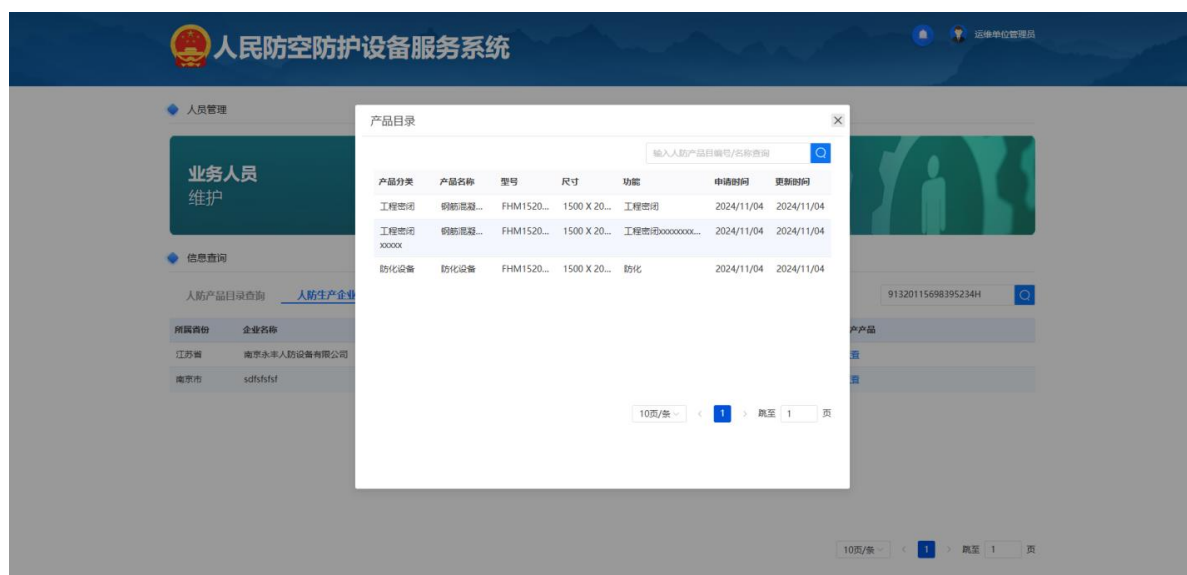 人民防空防护设备服务系统
运维单位管理员
人员管理
业务人员
维护
产品目录
输入人防产品目编号/名称查询
产品分类 产品名称 型号 尺寸 功能 申请时间 更新时间
工程密闭 钢筋混凝... FHM1520... 1500 X 20... 工程密闭 2024/11/04 2024/11/04
工程密闭xxxxx 钢筋混凝... FHM1520... 1500 X 20... 工程密闭xxxxxxxx... 2024/11/04 2024/11/04
防化设备 防化设备 FHM1520... 1500 X 20... 防化 2024/11/04 2024/11/04
10页/条 1 跳至 1 页
信息查询
人防产品目录查询 人防生产企业
91320115698395234H
所属省份 企业名称 产产品
江苏省 南京永丰人防设备有限公司 看
南京市 sdfsfsfsf 看
10页/条 1 跳至 1 页